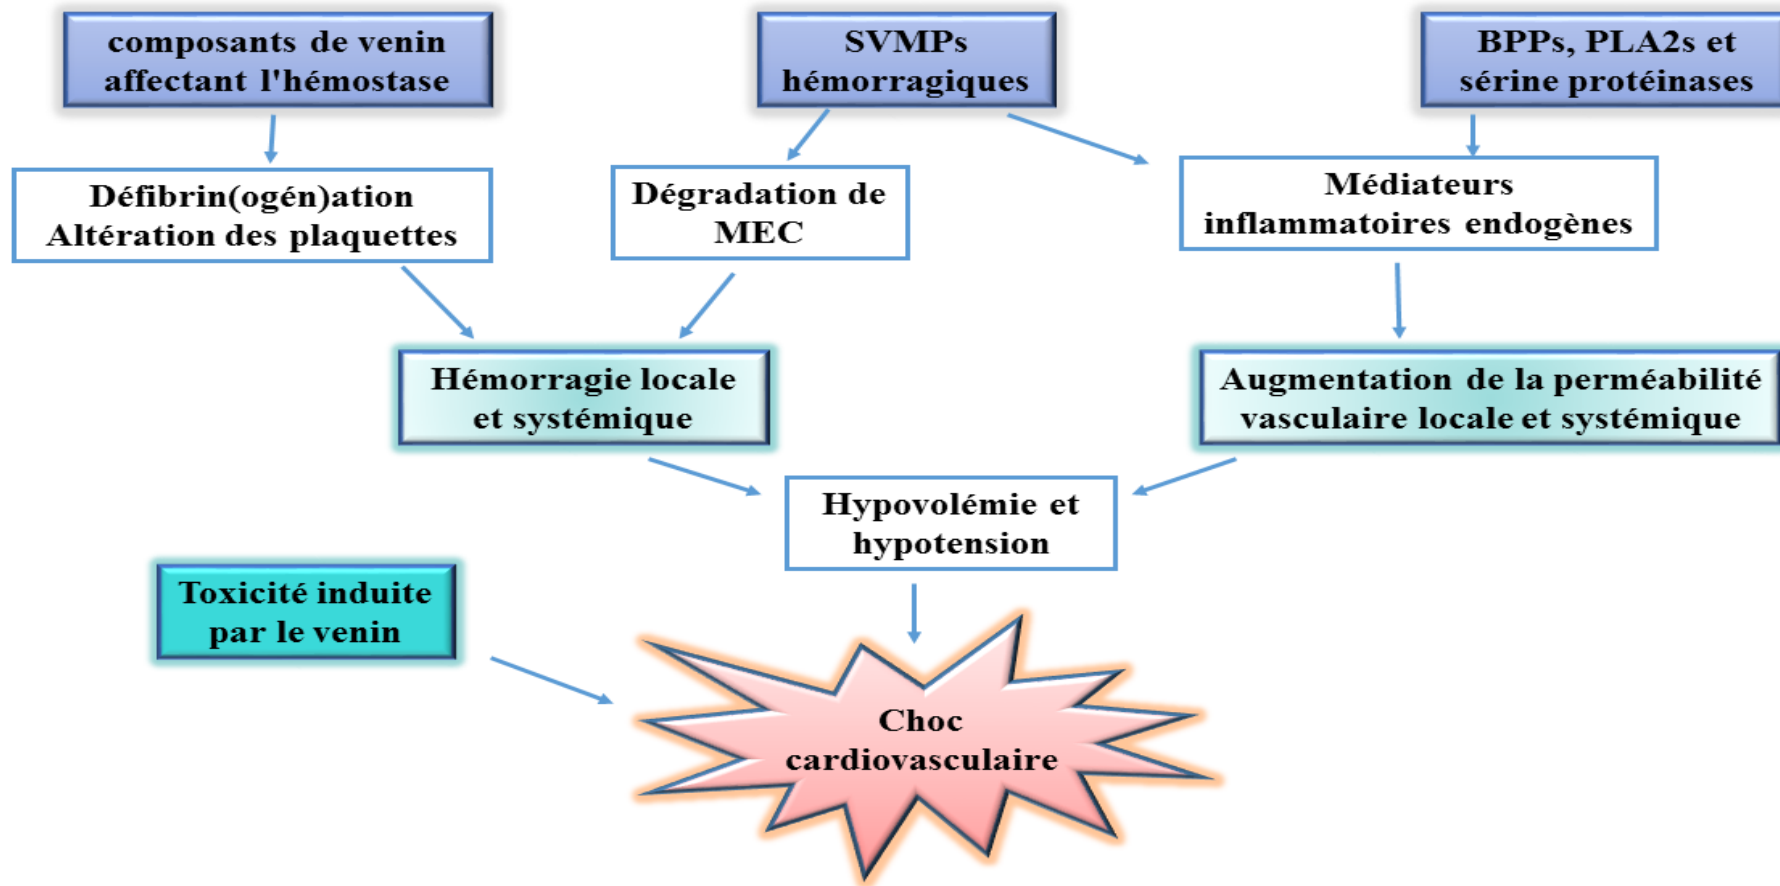 composants de venin
affectant l'hémostase
SVMPs
hémorragiques
BPPs, PLA2s et
sérine protéinases
Défibrin(ogén)ation
Altération des plaquettes
Dégradation de
MEC
Médiateurs
inflammatoires endogènes
Hémorragie locale
et systémique
Augmentation de la perméabilité
vasculaire locale et systémique
Hypovolémie et
hypotension
Toxicité induite
par le venin
Choc
cardiovasculaire